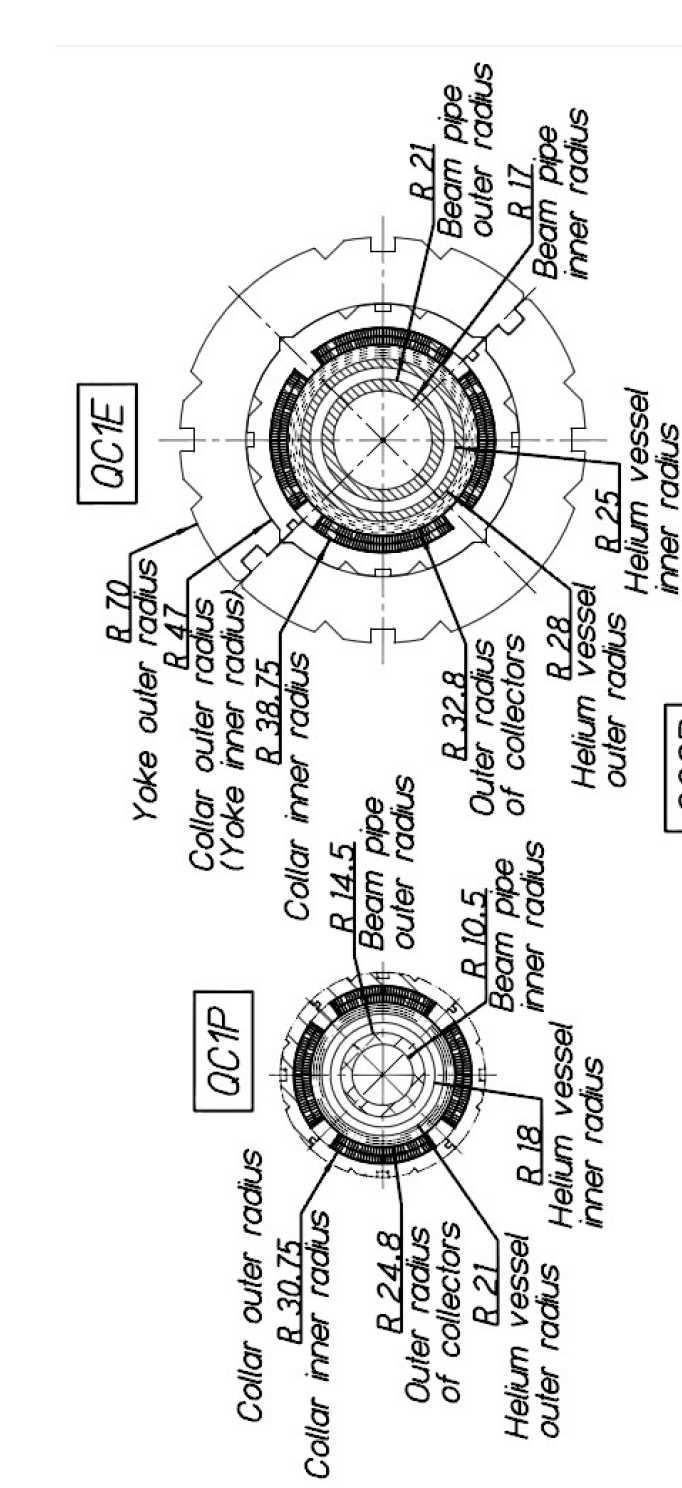 QC1E
R 70
Yoke outer radius
R 47
Collar outer radius
(Yoke inner radius)
R 38.75
Collar inner radius
R 32.8
Outer radius
of collectors
R 28
Helium vessel
outer radius
R 25
Helium vessel
inner radius
R 21
Beam pipe
outer radius
R 17
Beam pipe
inner radius
QC1P
Collar outer radius
R 30.75
Collar inner radius
R 24.8
Outer radius
of collectors
R 21
Helium vessel
outer radius
R 18
Helium vessel
inner radius
R 14.5
Beam pipe
outer radius
R 10.5
Beam pipe
inner radius